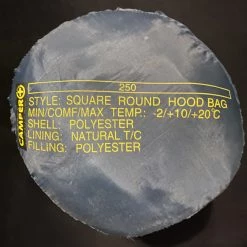 CAMPER
250
STYLE: SQUARE ROUND HOOD BAG
MIN/COMF/MAX TEMP.: -2/+10/+20°C
SHELL: POLYESTER
LINING: NATURAL T/C
FILLING: POLYESTER